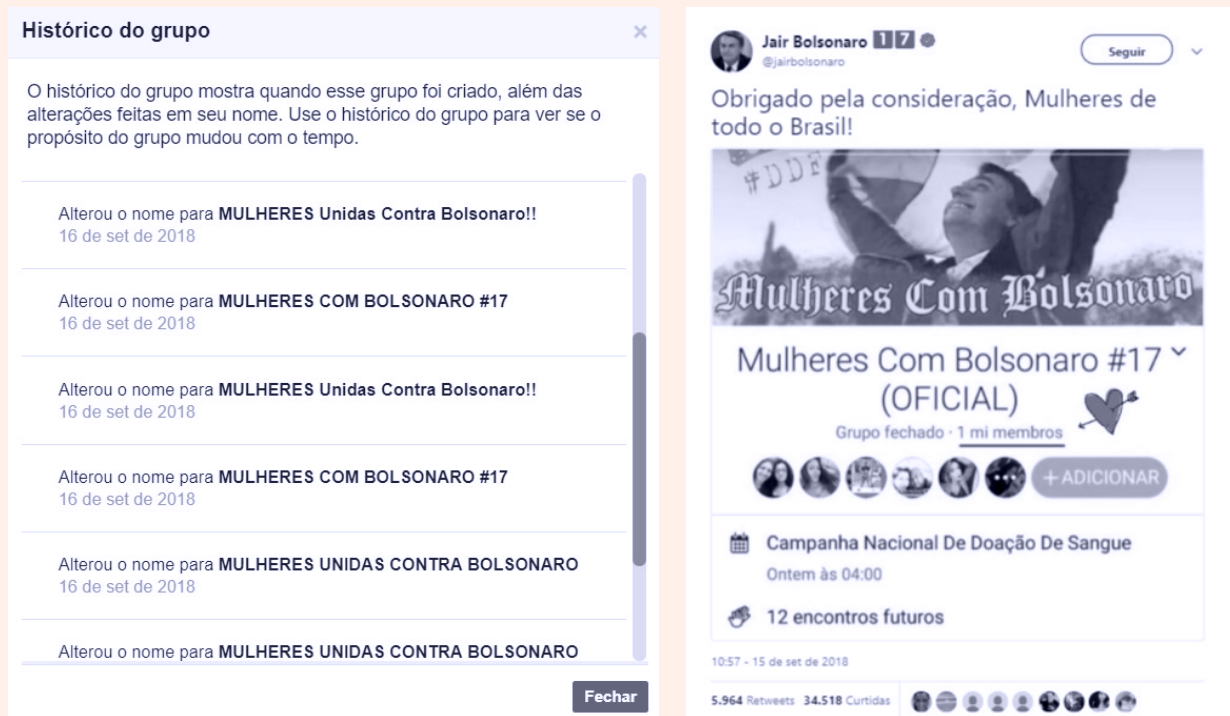 Histórico do grupo
×
O histórico do grupo mostra quando esse grupo foi criado, além das
alterações feitas em seu nome. Use o histórico do grupo para ver se o
propósito do grupo mudou com o tempo.
Alterou o nome para MULHERES Unidas Contra Bolsonaro!!
16 de set de 2018
Alterou o nome para MULHERES COM BOLSONARO #17
16 de set de 2018
Alterou o nome para MULHERES Unidas Contra Bolsonaro!!
16 de set de 2018
Alterou o nome para MULHERES COM BOLSONARO #17
16 de set de 2018
Alterou o nome para MULHERES UNIDAS CONTRA BOLSONARO
16 de set de 2018
Alterou o nome para MULHERES UNIDAS CONTRA BOLSONARO
Fechar
Jair Bolsonaro 1 7
@jairbolsonaro
Seguir
Obrigado pela consideração, Mulheres de
todo o Brasil!
#DDF
Mulheres Com Bolsonaro
Mulheres Com Bolsonaro #17
(OFICIAL)
Grupo fechado · 1 mi membros
+ADICIONAR
Campanha Nacional De Doação De Sangue
Ontem às 04:00
12 encontros futuros
10:57 - 15 de set de 2018
5.964 Retweets 34.518 Curtidas